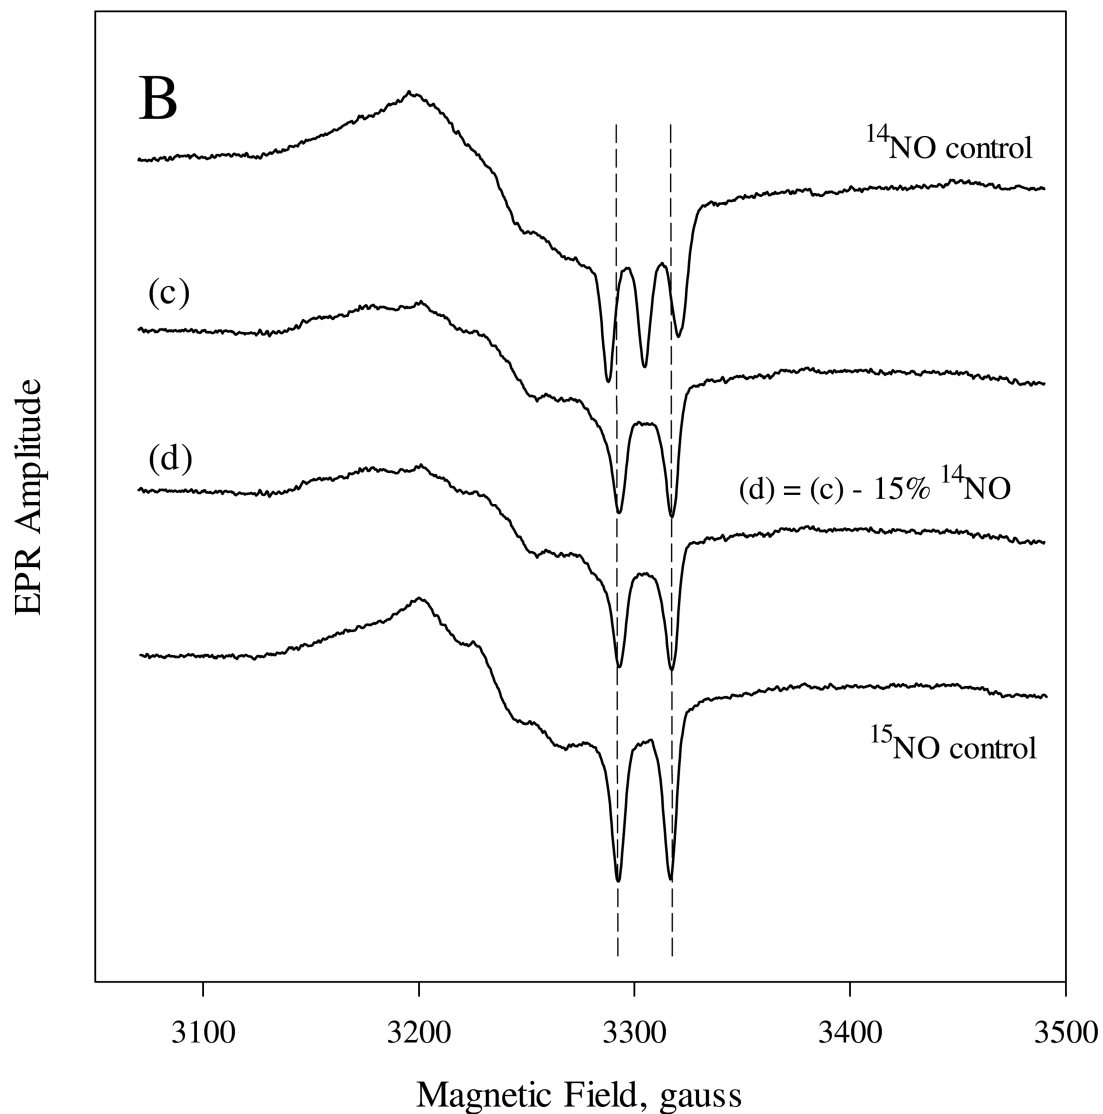 B
¹⁴NO control
(c)
(d)
(d) = (c) - 15% ¹⁴NO
¹⁵NO control
EPR Amplitude
3100 3200 3300 3400 3500
Magnetic Field, gauss